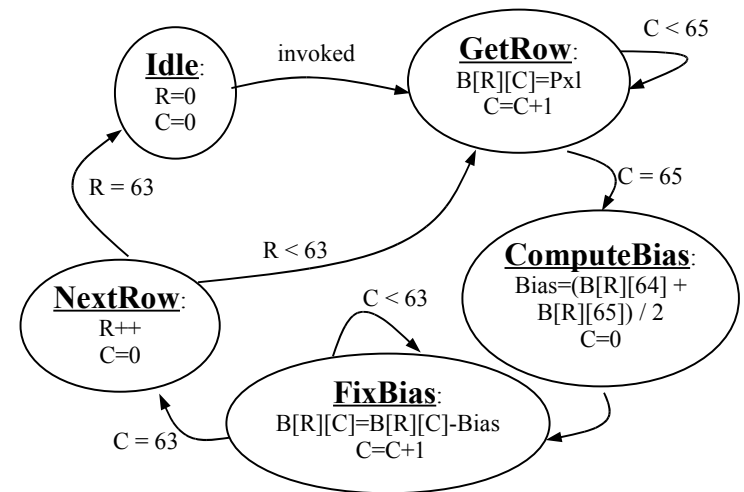 Idle:
R=0
C=0
invoked
GetRow:
B[R][C]=Pxl
C=C+1
C < 65
C = 65
ComputeBias:
Bias=(B[R][64] +
B[R][65]) / 2
C=0
C < 63
FixBias:
B[R][C]=B[R][C]-Bias
C=C+1
C = 63
NextRow:
R++
C=0
R < 63
R = 63